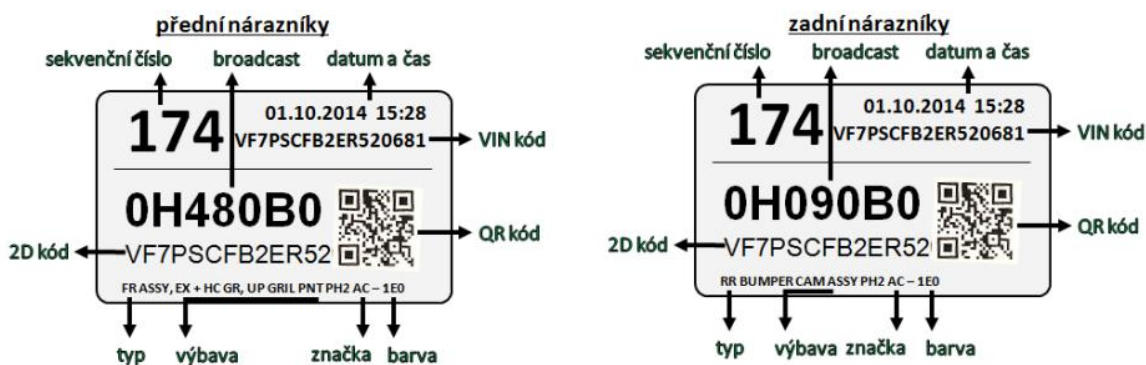 přední nárazníky
sekvenční číslo broadcast datum a čas
174
01.10.2014 15:28
VF7PSCFB2ER520681
VIN kód
0H480B0
QR kód
2D kód
VF7PSCFB2ER52
FR ASSY, EX + HC GR, UP GRIL PNT PH2 AC – 1E0
typ výbava značka barva
zadní nárazníky
sekvenční číslo broadcast datum a čas
174
01.10.2014 15:28
VF7PSCFB2ER520681
VIN kód
0H090B0
QR kód
2D kód
VF7PSCFB2ER52
RR BUMPER CAM ASSY PH2 AC – 1E0
typ výbava značka barva